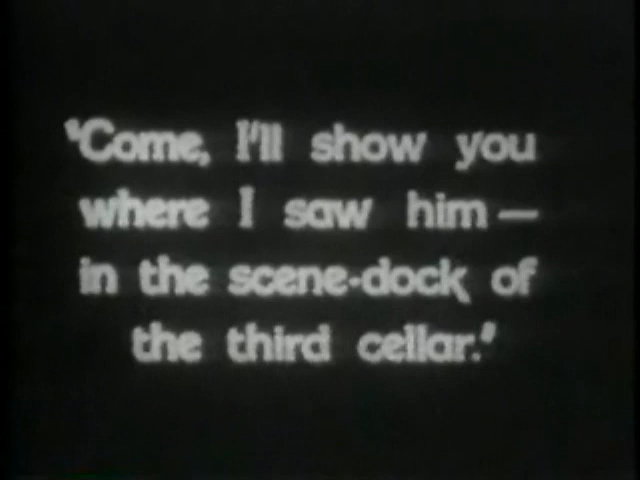 "Come, I'll show you
where I saw him —
in the scene-dock of
the third cellar."